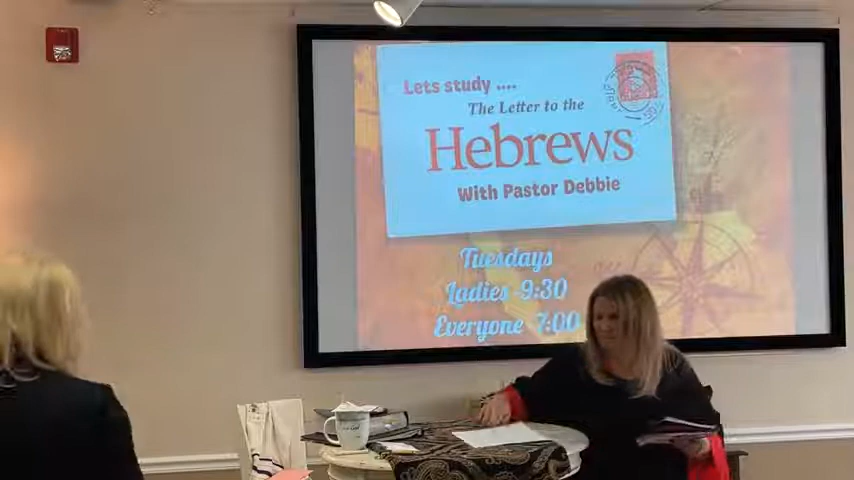 Lets study ....
The Letter to the
Hebrews
With Pastor Debbie
Tuesdays
Ladies -9:30
Everyone -7:00